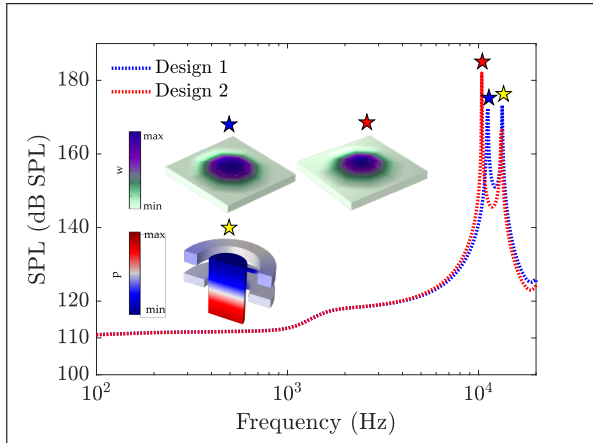 180
160
140
120
110
100
SPL (dB SPL)
Design 1
Design 2
max
w
min
max
p
min
10^2
10^3
10^4
Frequency (Hz)